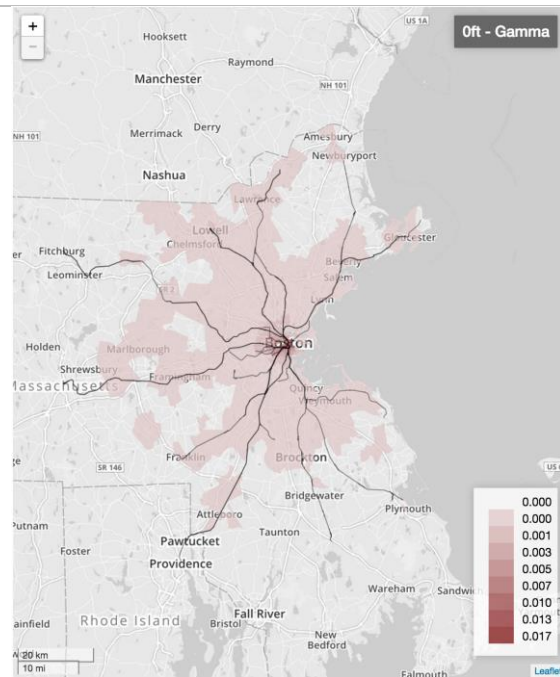 +
−
0ft - Gamma
US 1A
Hooksett
Raymond
Manchester
NH 101
NH 101
Derry
Merrimack
Amesbury
Newburyport
Nashua
Lawrence
Lowell
Chelmsford
Gloucester
Fitchburg
Beverly
Leominster
Salem
SR 2
Lynn
Holden
Boston
Marlborough
Shrewsbury
Massachusetts
Framingham
Quincy
Weymouth
Franklin
Brockton
SR 146
Bridgewater
Plymouth
Attleboro
Putnam
Taunton
Foster
Pawtucket
Providence
Wareham
Sandwich
Fall River
Rhode Island
Bristol
New
Bedford
Falmouth
20 km
10 mi
0.000
0.000
0.001
0.003
0.005
0.007
0.010
0.013
0.017
Leaflet